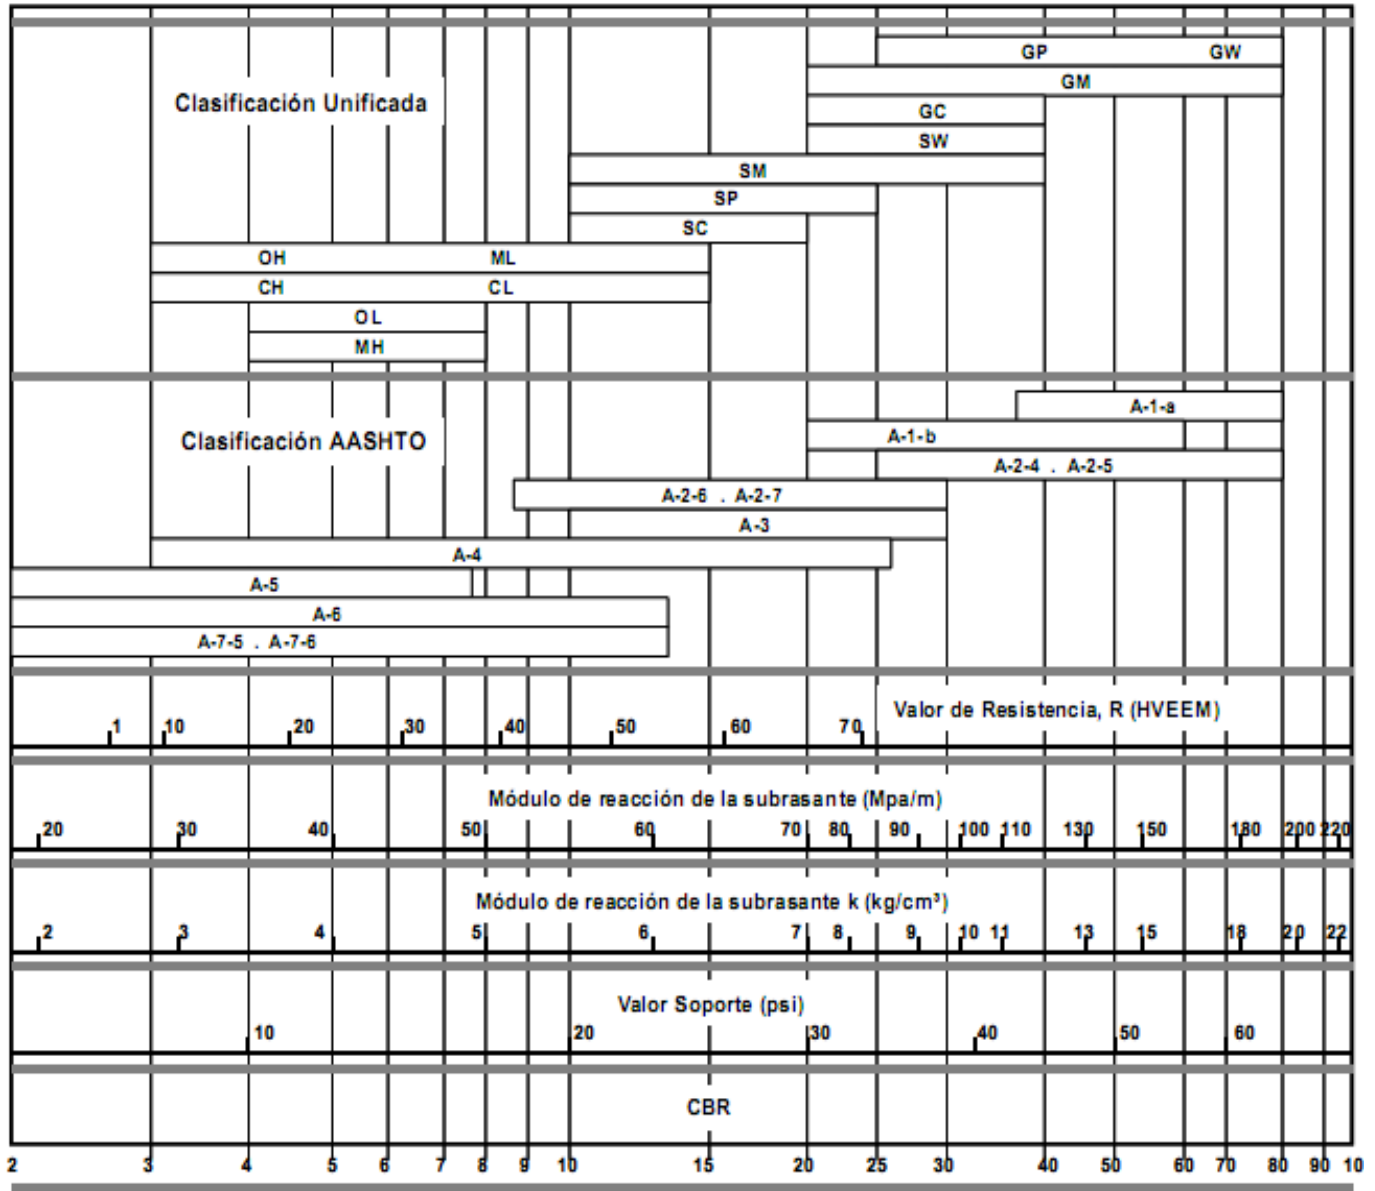 GP GW
GM
Clasificación Unificada
GC
SW
SM
SP
SC
OH ML
CH CL
OL
MH
A-1-a
Clasificación AASHTO
A-1-b
A-2-4 . A-2-5
A-2-6 . A-2-7
A-3
A-4
A-5
A-6
A-7-5 . A-7-6
Valor de Resistencia, R (HVEEM)
1 10 20 30 40 50 60 70
Módulo de reacción de la subrasante (Mpa/m)
20 30 40 50 60 70 80 90 100 110 130 150 180 200 220
Módulo de reacción de la subrasante k (kg/cm³)
2 3 4 5 6 7 8 9 10 11 13 15 18 20 22
Valor Soporte (psi)
10 20 30 40 50 60
CBR
2 3 4 5 6 7 8 9 10 15 20 25 30 40 50 60 70 80 90 10